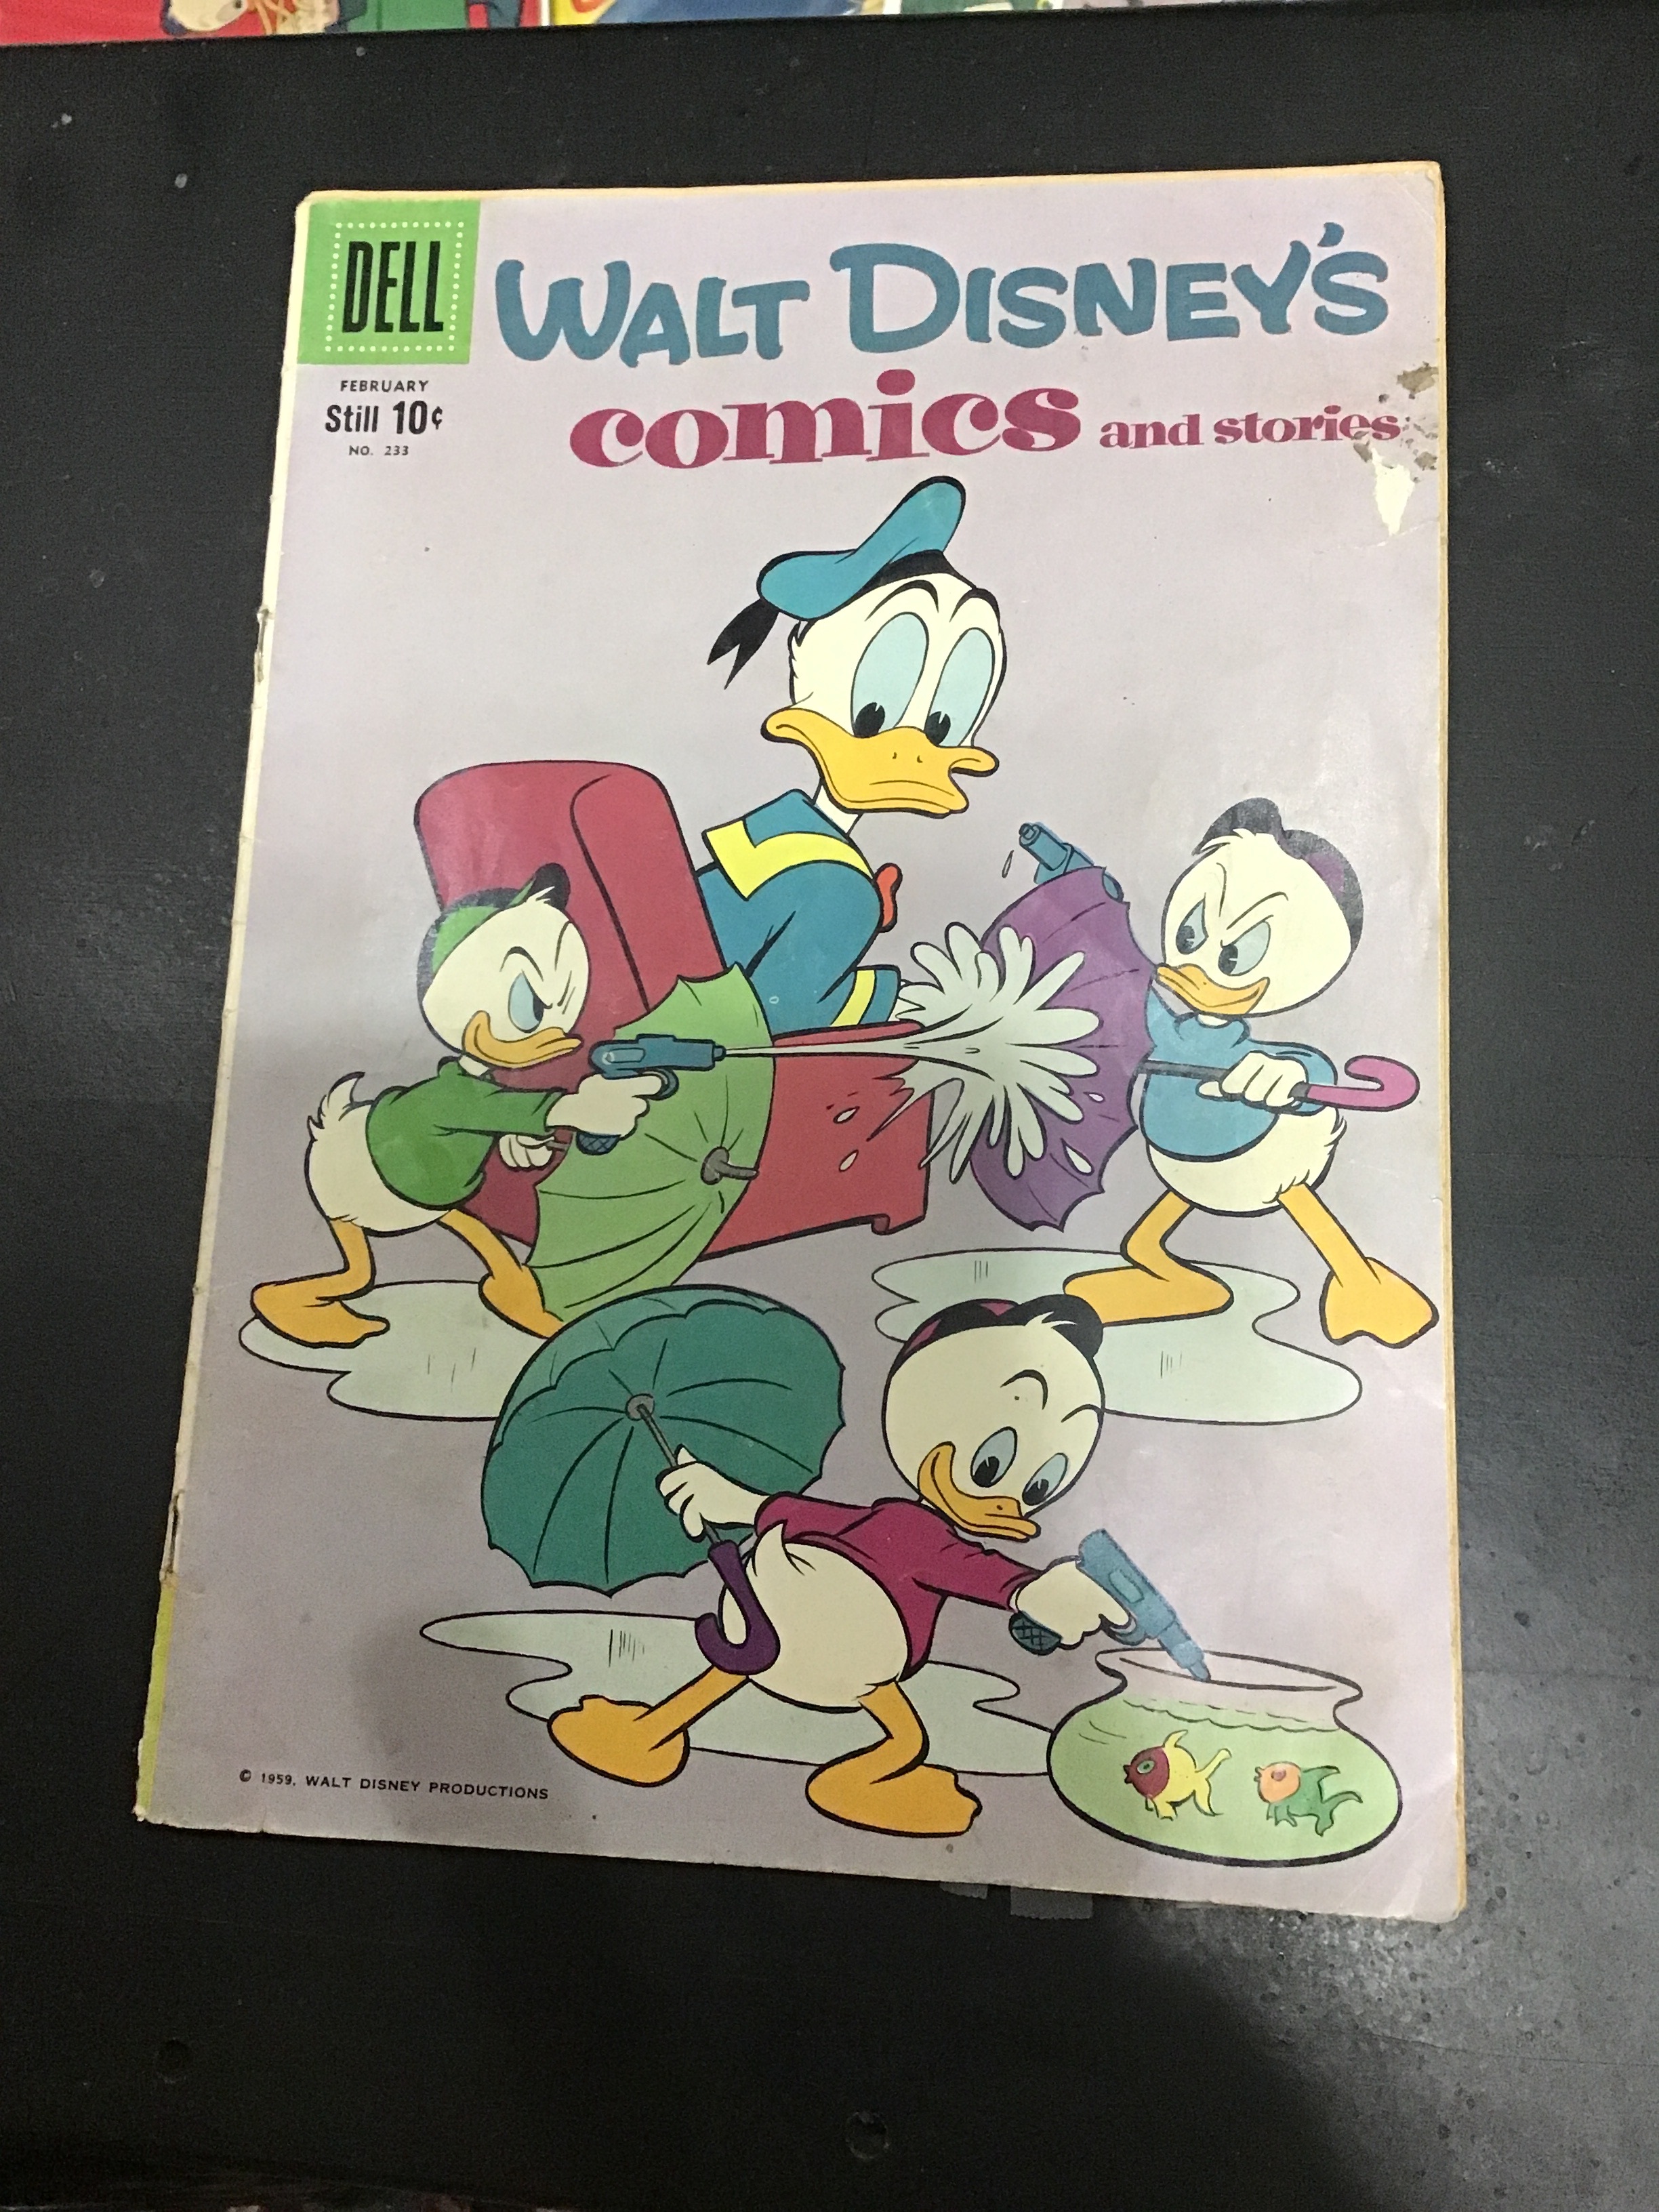 DELL
WALT DISNEY'S
comics and stories
FEBRUARY
Still 10¢
NO. 233
© 1959, WALT DISNEY PRODUCTIONS